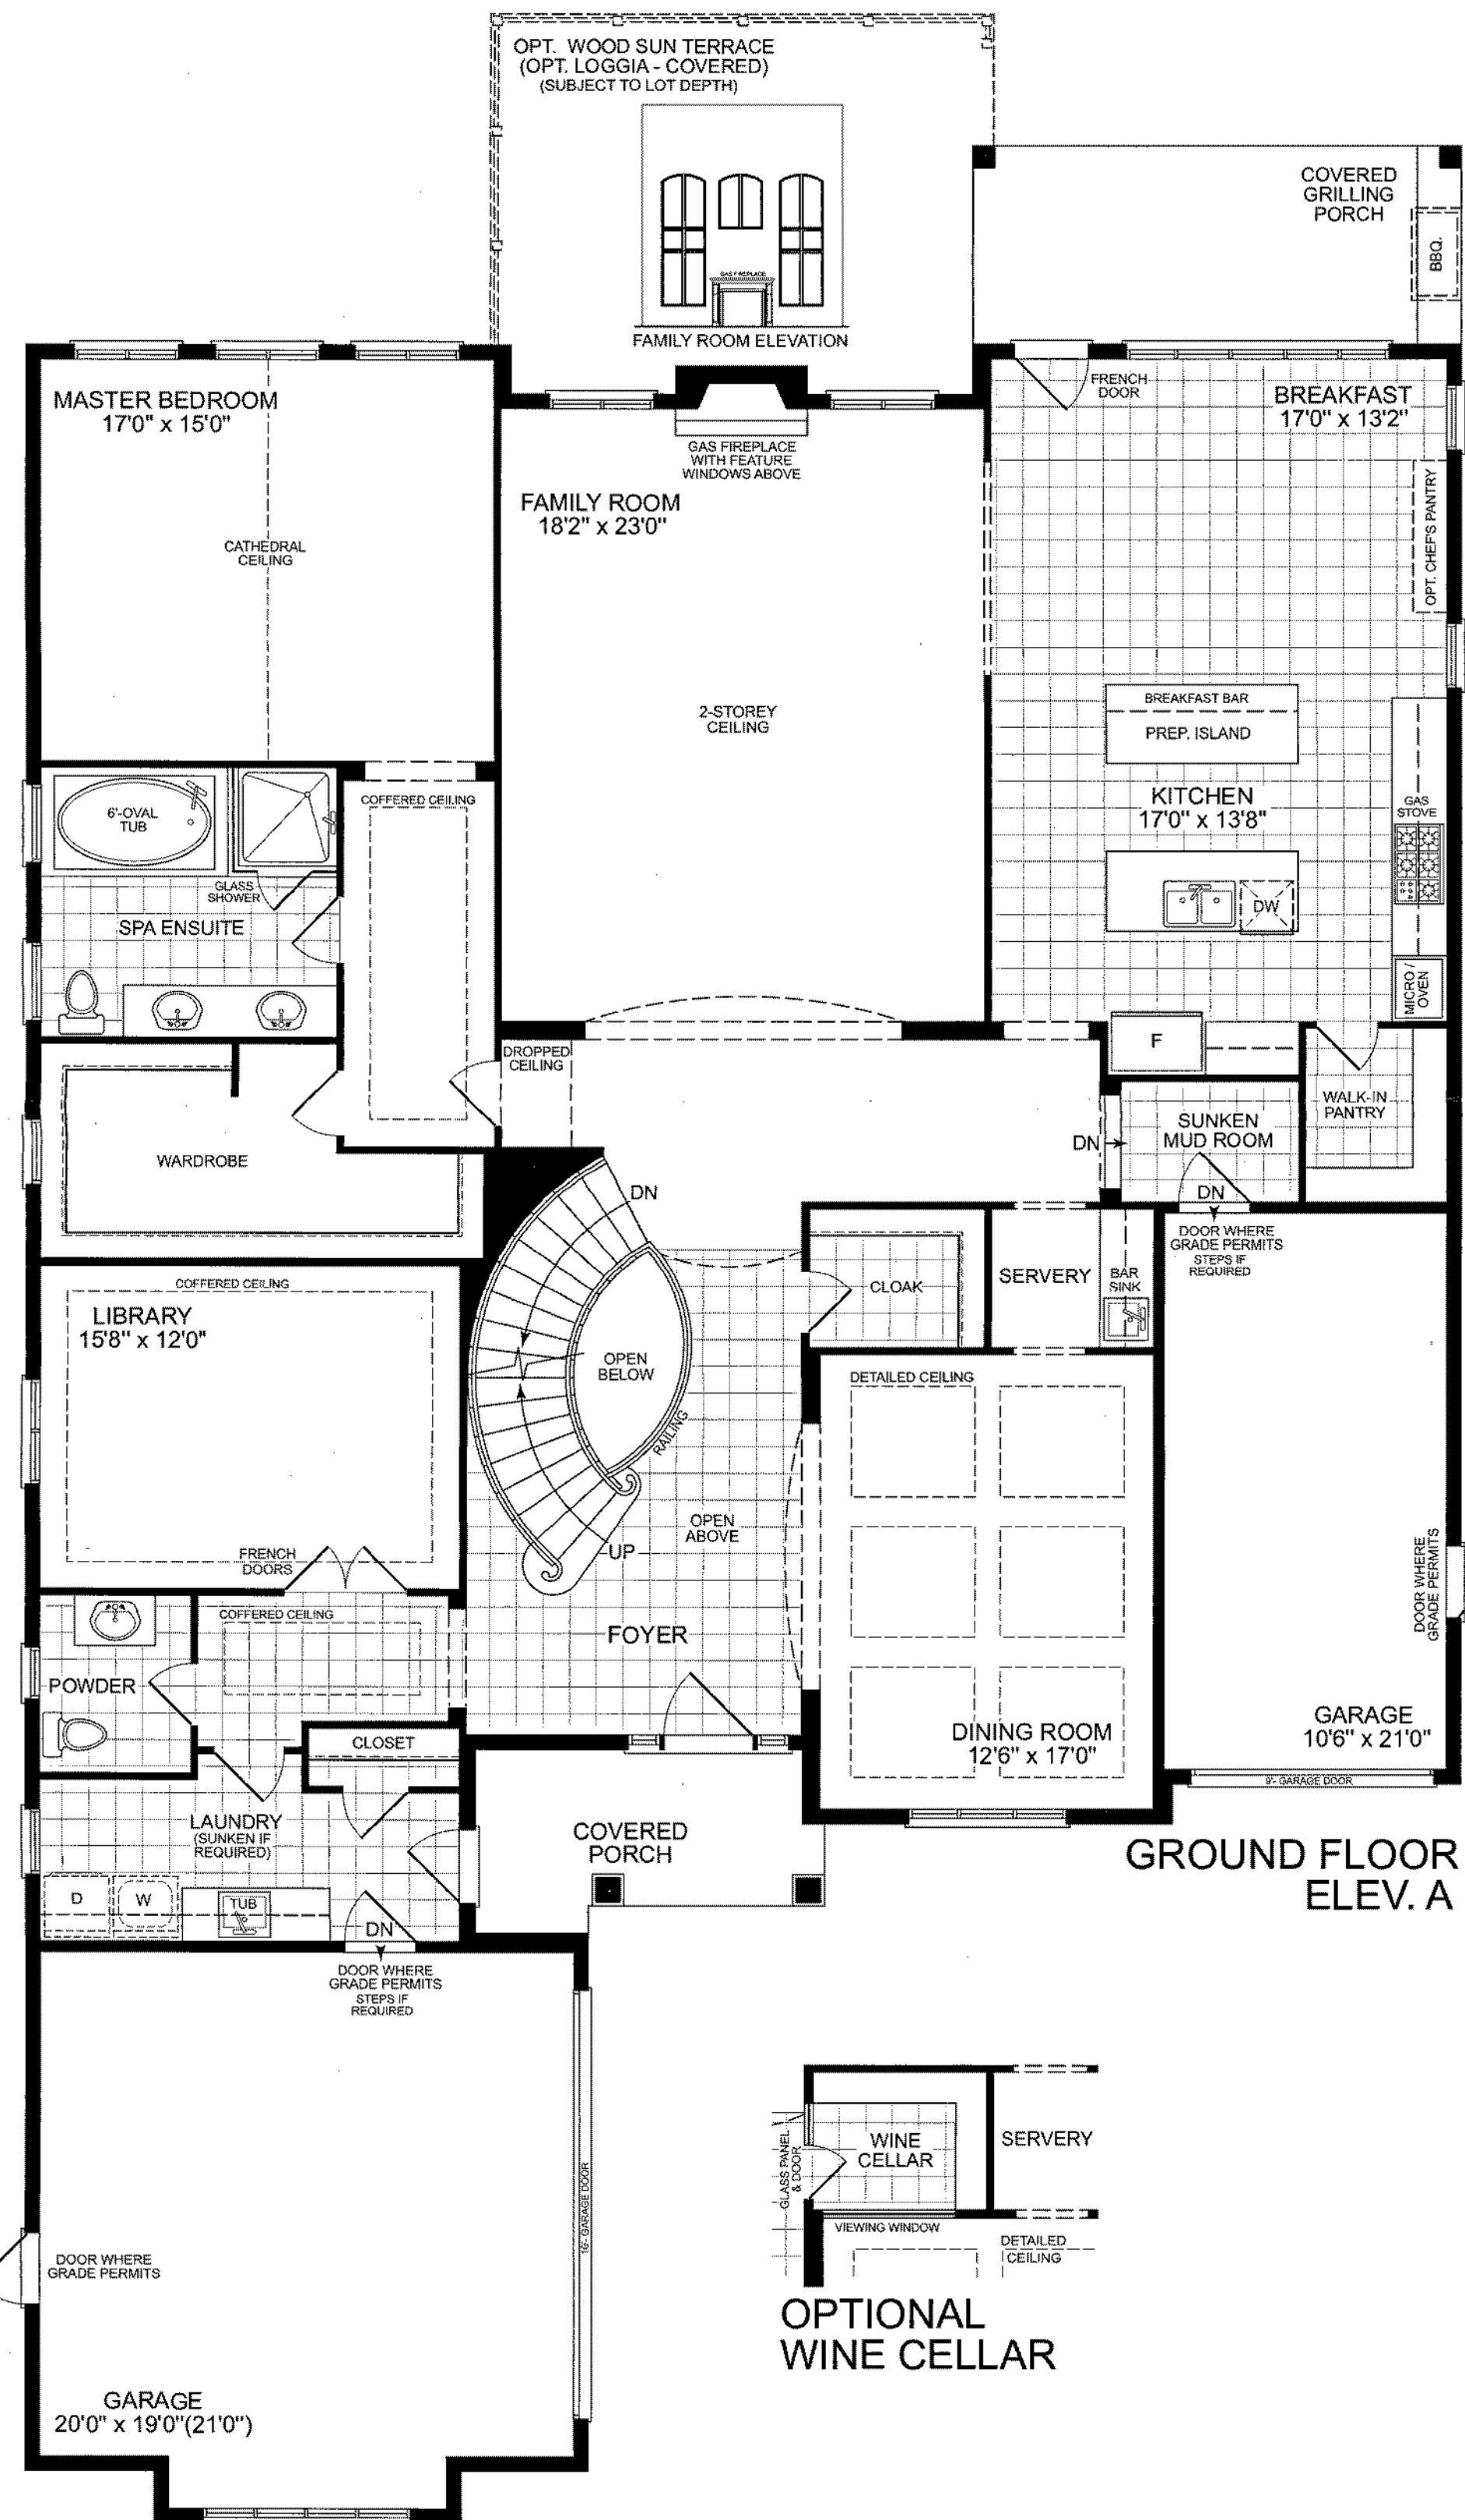 OPT. WOOD SUN TERRACE
(OPT. LOGGIA - COVERED)
(SUBJECT TO LOT DEPTH)
GAS FIREPLACE
FAMILY ROOM ELEVATION
COVERED
GRILLING
PORCH
BBQ.
MASTER BEDROOM
17'0" x 15'0"
CATHEDRAL
CEILING
GAS FIREPLACE
WITH FEATURE
WINDOWS ABOVE
FAMILY ROOM
18'2" x 23'0"
2-STOREY
CEILING
FRENCH
DOOR
BREAKFAST
17'0" x 13'2"
OPT. CHEF'S PANTRY
BREAKFAST BAR
PREP. ISLAND
KITCHEN
17'0" x 13'8"
GAS
STOVE
DW
MICRO /
OVEN
F
6'-OVAL
TUB
GLASS
SHOWER
SPA ENSUITE
COFFERED CEILING
DROPPED
CEILING
WARDROBE
WALK-IN
PANTRY
SUNKEN
MUD ROOM
DN
DN
DOOR WHERE
GRADE PERMITS
STEPS IF
REQUIRED
DN
CLOAK
SERVERY
BAR
SINK
COFFERED CEILING
LIBRARY
15'8" x 12'0"
FRENCH
DOORS
OPEN
BELOW
RAILING
OPEN
ABOVE
UP
FOYER
DETAILED CEILING
DINING ROOM
12'6" x 17'0"
DOOR WHERE
GRADE PERMITS
GARAGE
10'6" x 21'0"
9'- GARAGE DOOR
COFFERED CEILING
POWDER
CLOSET
LAUNDRY
(SUNKEN IF
REQUIRED)
D
W
TUB
DN
DOOR WHERE
GRADE PERMITS
STEPS IF
REQUIRED
COVERED
PORCH
GROUND FLOOR
ELEV. A
16'- GARAGE DOOR
DOOR WHERE
GRADE PERMITS
GARAGE
20'0" x 19'0"(21'0")
WINE
CELLAR
SERVERY
GLASS PANEL
& DOOR
VIEWING WINDOW
DETAILED
CEILING
OPTIONAL
WINE CELLAR